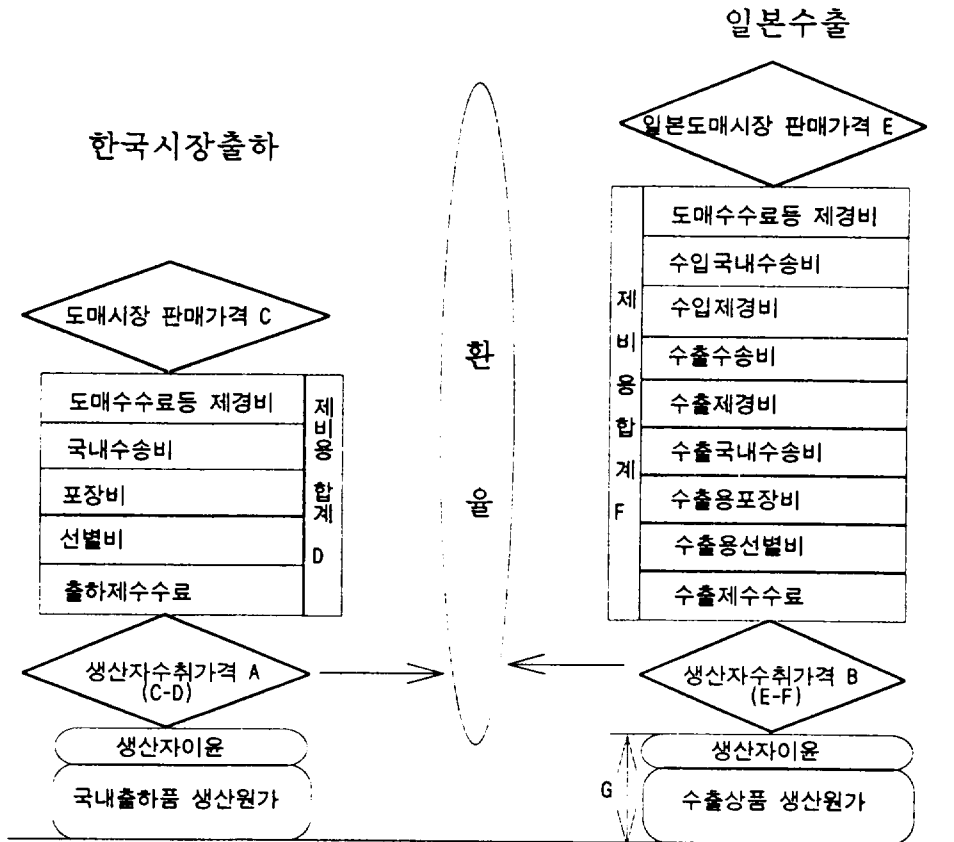 일본수출
일본도매시장 판매가격 E
제비용합계 F
도매수수료등 제경비
수입국내수송비
수입제경비
수출수송비
수출제경비
수출국내수송비
수출용포장비
수출용선별비
수출제수수료
생산자수취가격 B
(E-F)
생산자이윤
수출상품 생산원가
G
환율
한국시장출하
도매시장 판매가격 C
도매수수료등 제경비
국내수송비
포장비
선별비
출하제수수료
제비용 합계 D
생산자수취가격 A
(C-D)
생산자이윤
국내출하품 생산원가